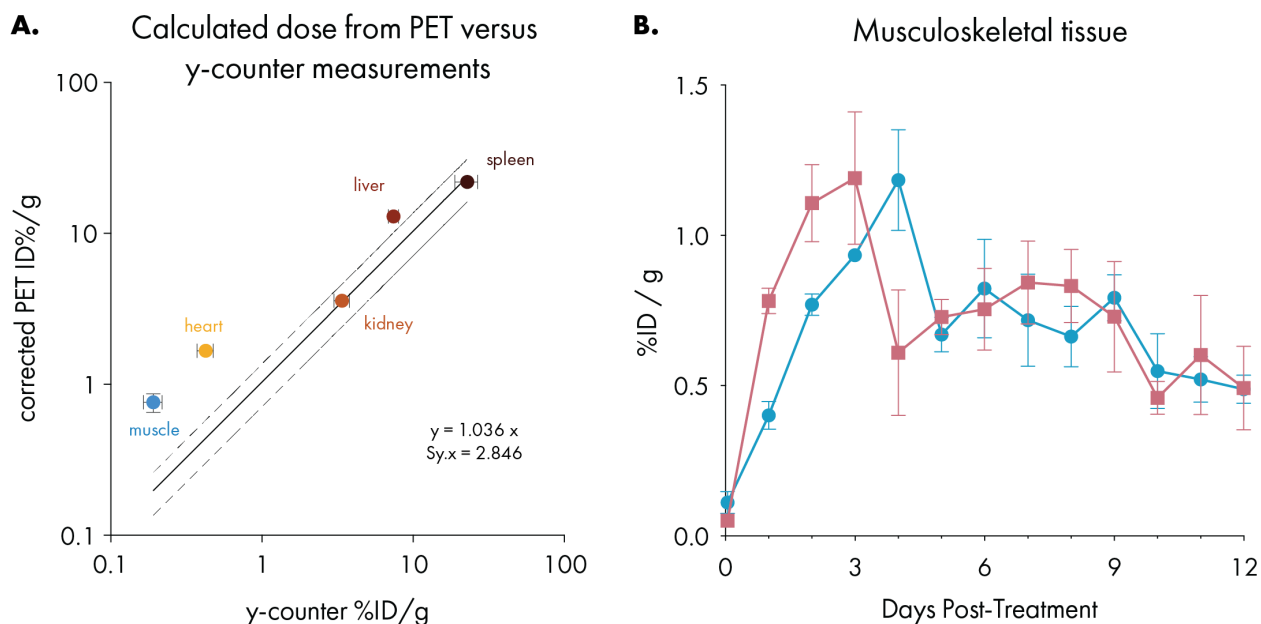 A.
Calculated dose from PET versus
y-counter measurements
100
10
1
0.1
corrected PET ID%/g
spleen
liver
kidney
heart
muscle
y = 1.036 x
Sy.x = 2.846
0.1
1
10
100
y-counter %ID/g
B.
Musculoskeletal tissue
1.5
1.0
0.5
0.0
%ID / g
0
3
6
9
12
Days Post-Treatment